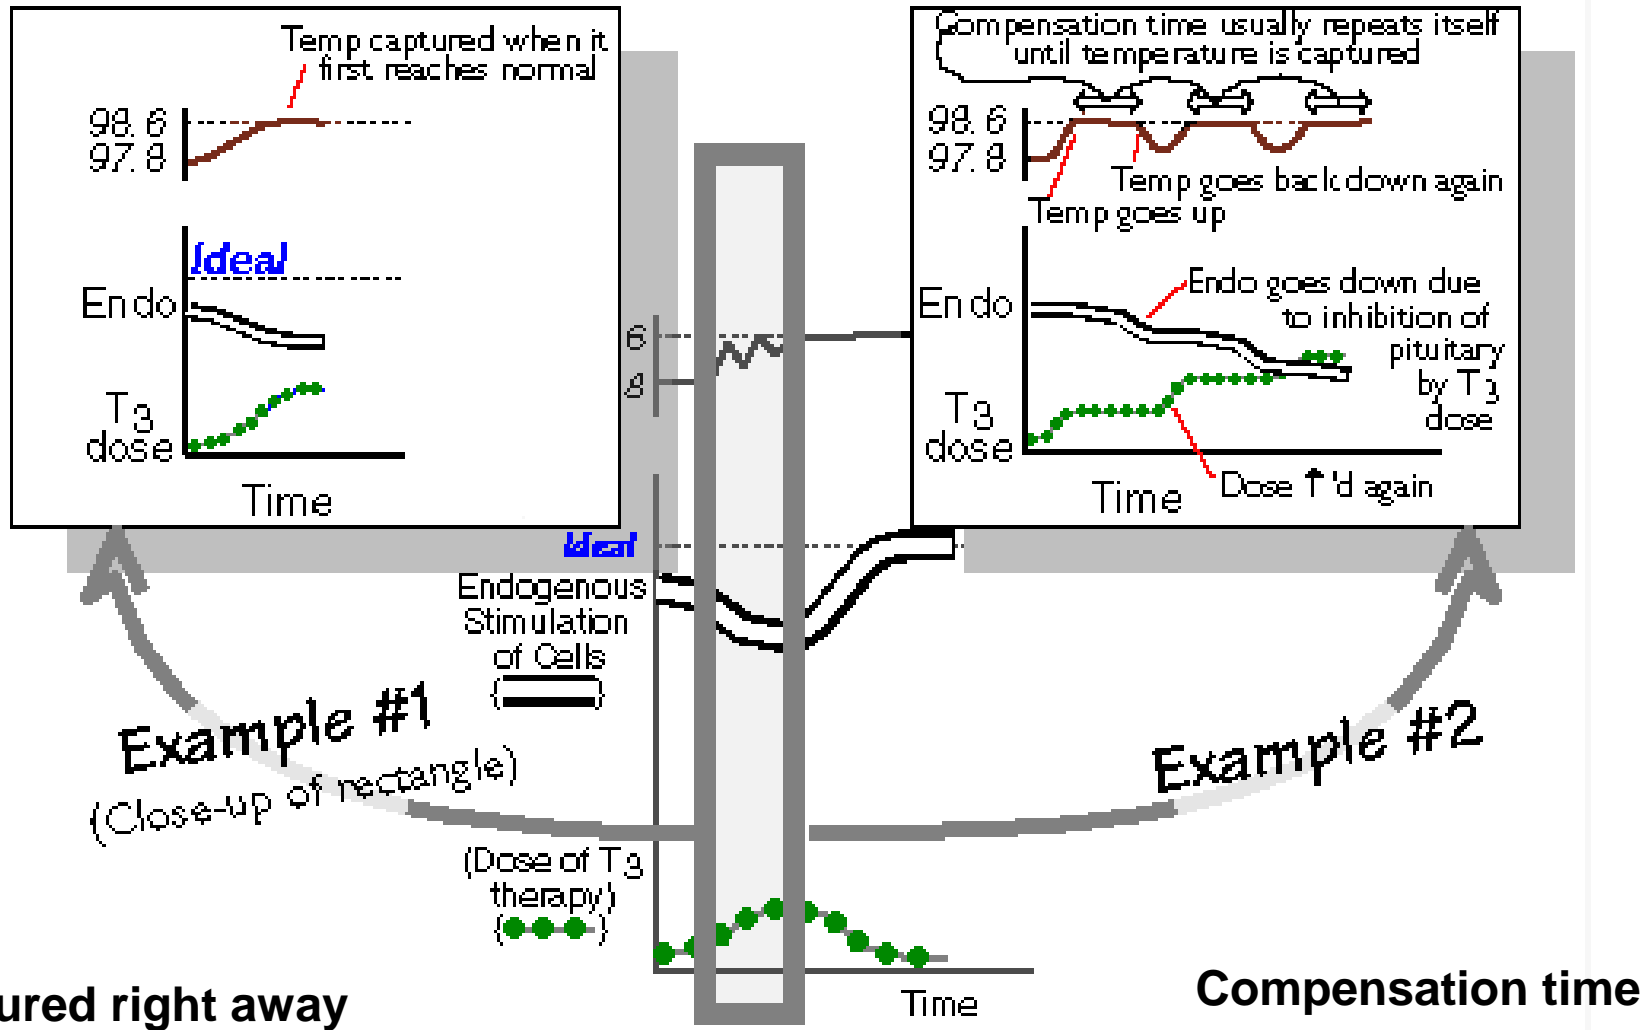 Temp captured when it
first reaches normal
98.6
97.8
Ideal
Endo
T3
dose
Time
Compensation time usually repeats itself
until temperature is captured
98.6
97.8
Temp goes back down again
Temp goes up
Endo
Endo goes down due
to inhibition of
pituitary
by T3
dose
T3
dose
Dose ↑'d again
Time
6
8
Ideal
Endogenous
Stimulation
of Cells
{ }
Example #1
(Close-up of rectangle)
Example #2
(Dose of T3
therapy)
{ }
Time
ured right away
Compensation time